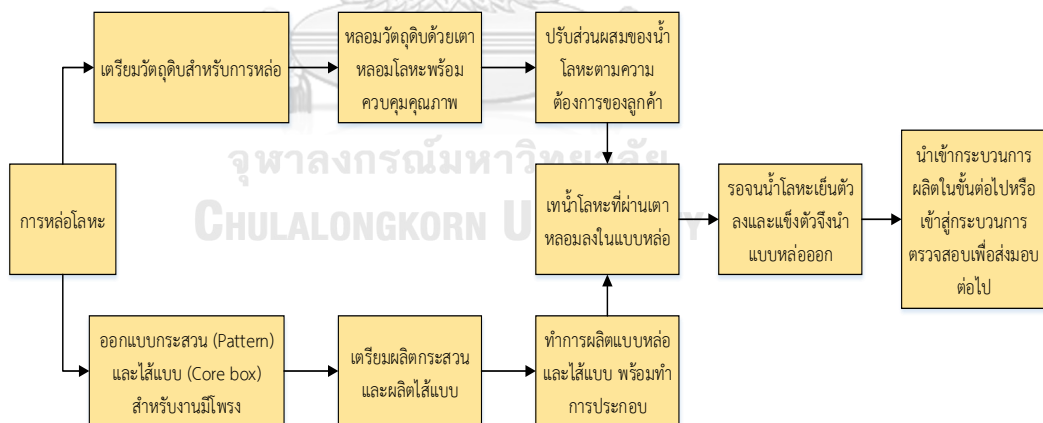 เตรียมวัตถุดิบสำหรับการหล่อ
หลอมวัตถุดิบด้วยเตา
หลอมโลหะพร้อม
ควบคุมคุณภาพ
ปรับส่วนผสมของน้ำ
โลหะตามความ
ต้องการของลูกค้า
การหล่อโลหะ
จุฬาลงกรณ์มหาวิทยาลัย
CHULALONGKORN UNIVERSITY
เทน้ำโลหะที่ผ่านเตา
หลอมลงในแบบหล่อ
รอจนน้ำโลหะเย็นตัว
ลงและแข็งตัวจึงนำ
แบบหล่อออก
นำเข้ากระบวนการ
ผลิตในขั้นต่อไปหรือ
เข้าสู่กระบวนการ
ตรวจสอบเพื่อส่งมอบ
ต่อไป
ออกแบบกระสวน (Pattern)
และไส้แบบ (Core box)
สำหรับงานมีโพรง
เตรียมผลิตกระสวน
และผลิตไส้แบบ
ทำการผลิตแบบหล่อ
และไส้แบบ พร้อมทำ
การประกอบ